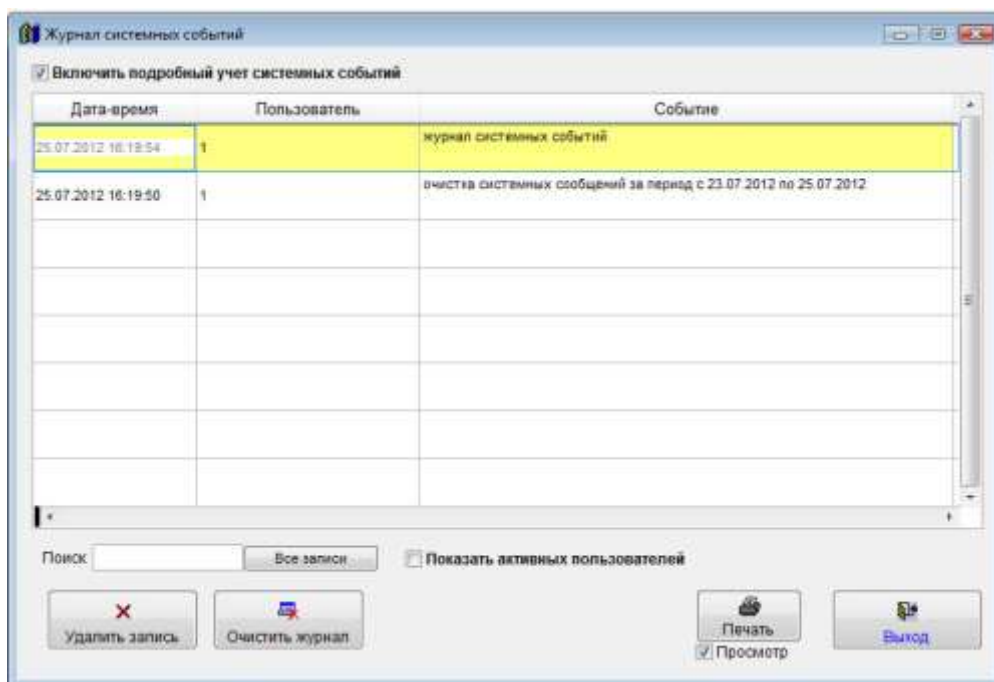 Журнал системных событий
Включить подробный учет системных событий
Дата-время Пользователь Событие
25.07.2012 16:19:54 1 журнал системных событий
25.07.2012 16:19:50 1 очистка системных сообщений за период с 23.07.2012 по 25.07.2012
Поиск Все записи Показать активных пользователей
Удалить запись Очистить журнал Печать Выход
Просмотр